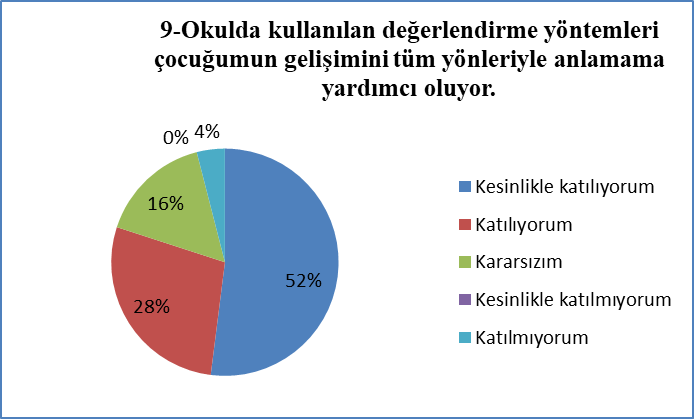 9-Okulda kullanılan değerlendirme yöntemleri
çocuğumun gelişimini tüm yönleriyle anlamama
yardımcı oluyor.
0%
4%
16%
28%
52%
Kesinlikle katılıyorum
Katılıyorum
Kararsızım
Kesinlikle katılmıyorum
Katılmıyorum